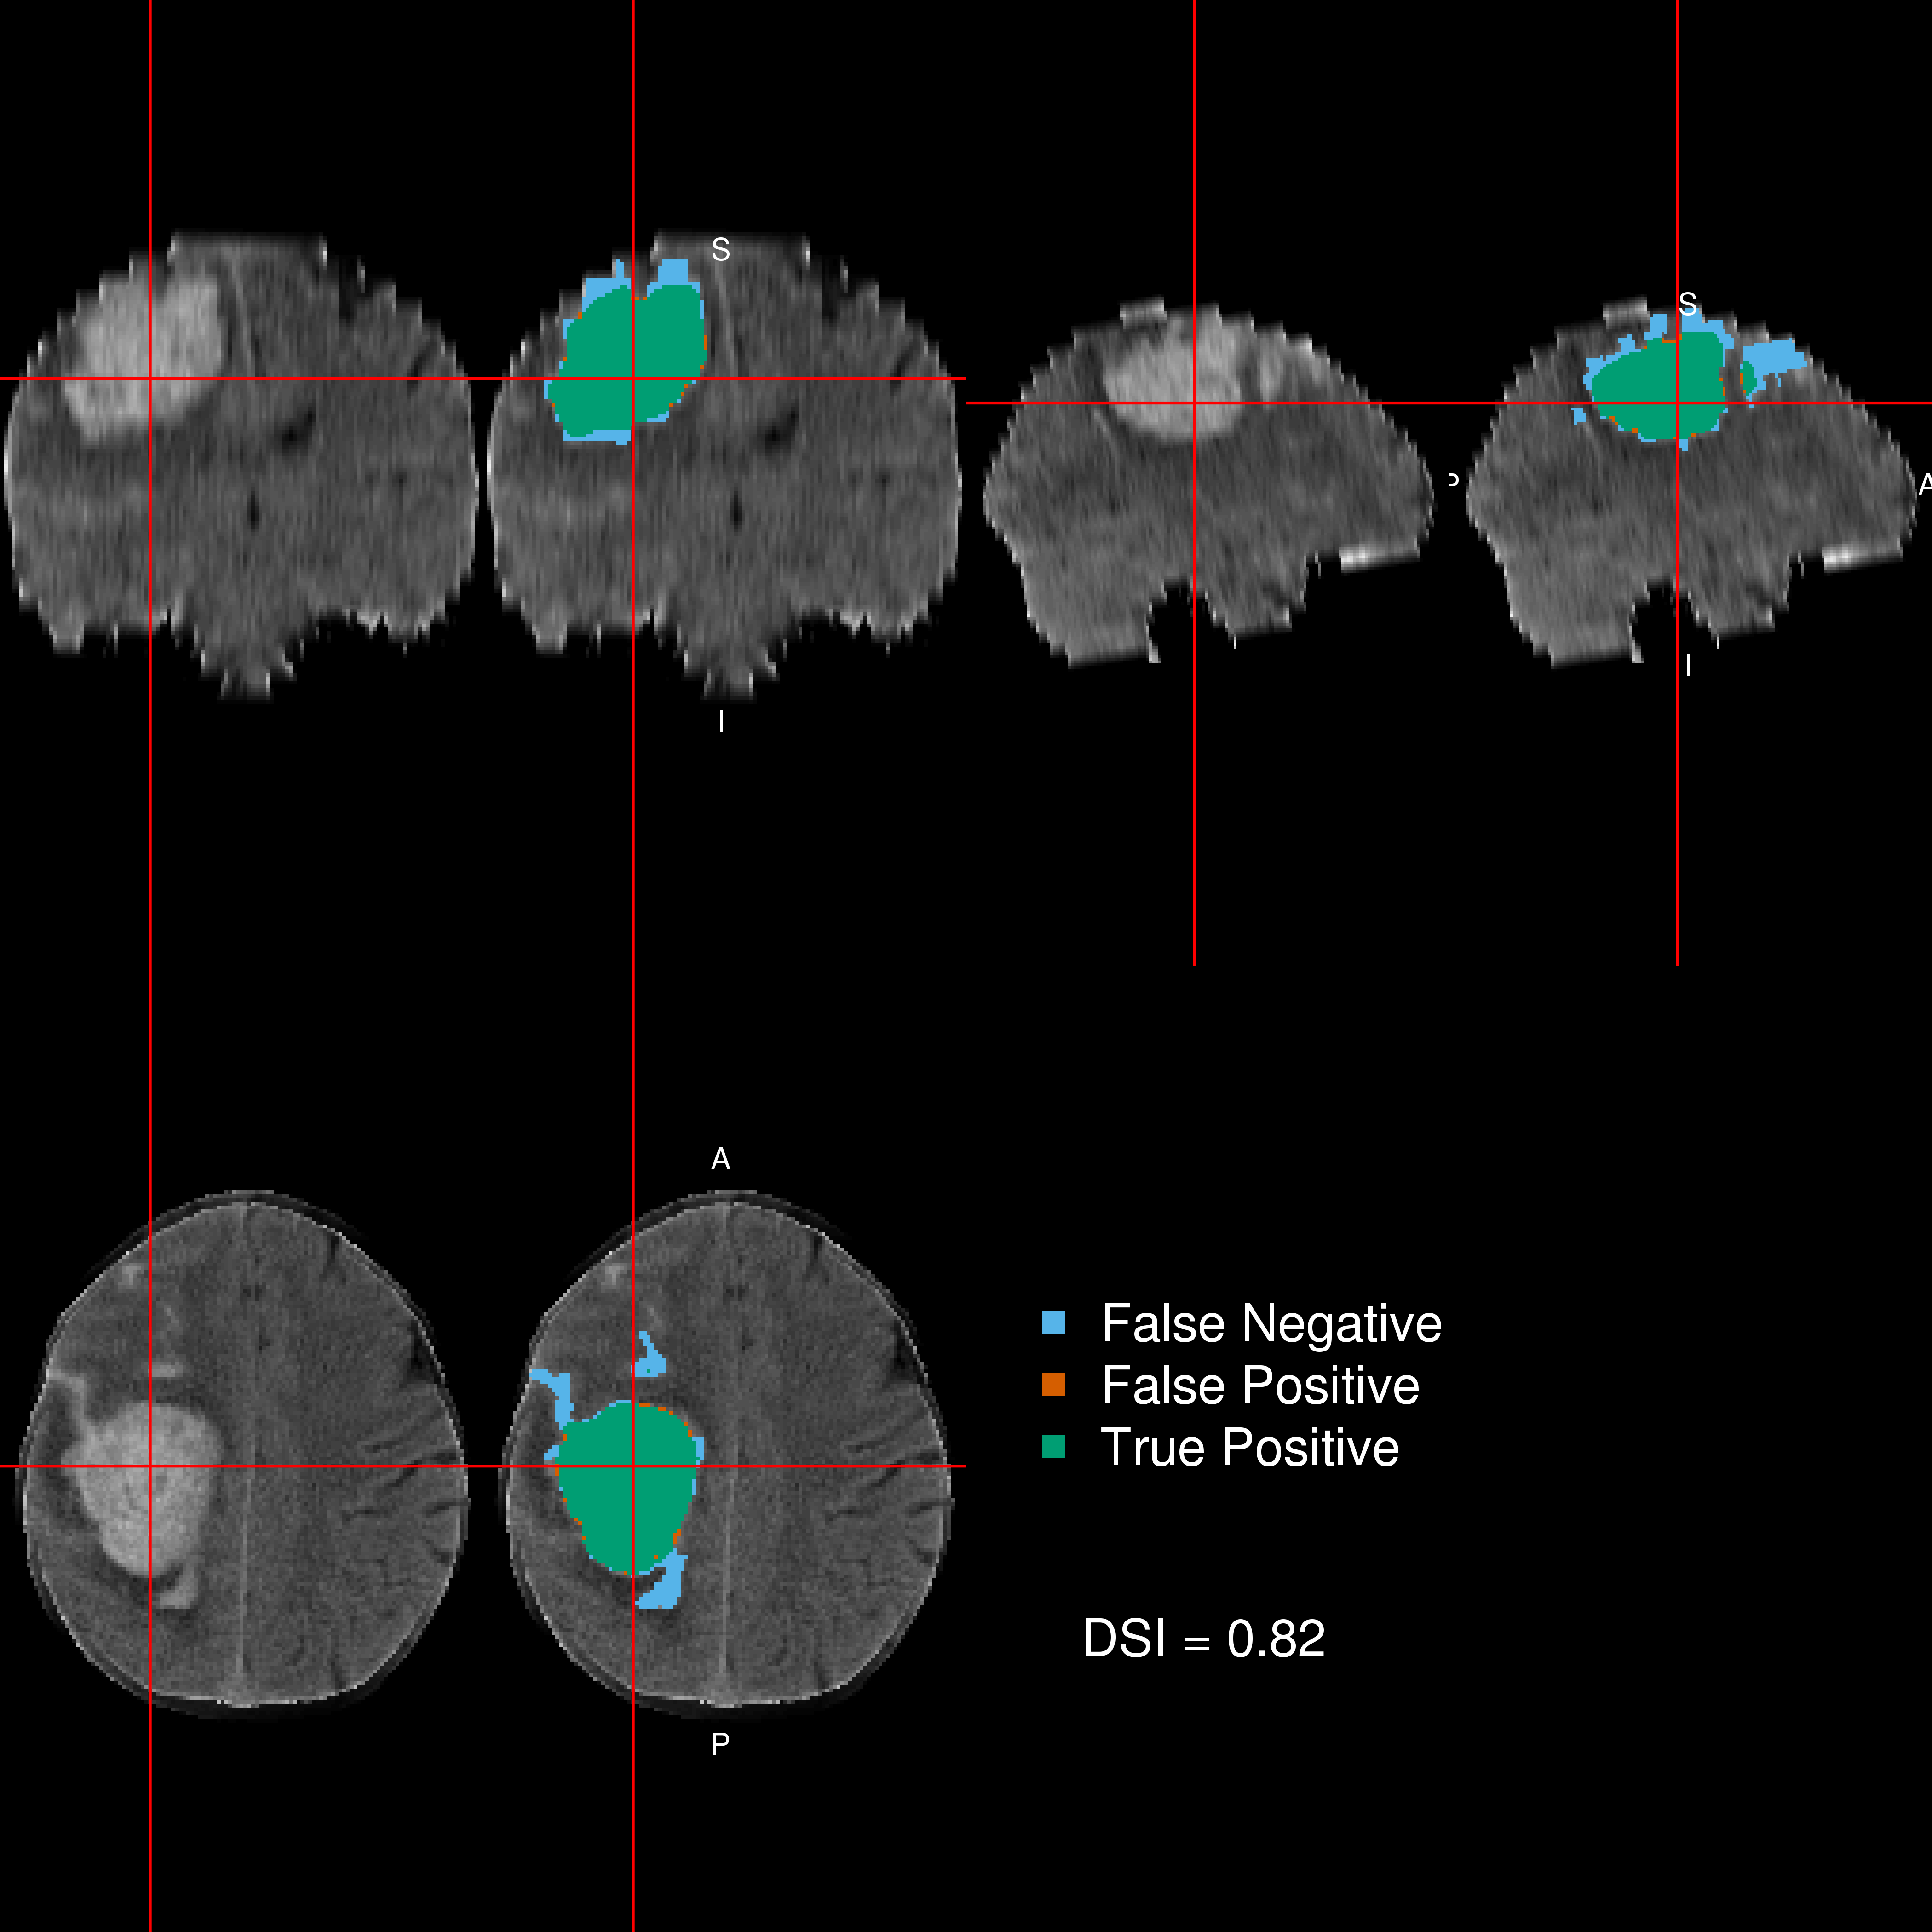 S
S
P
A
I
I
A
False Negative
False Positive
True Positive
DSI = 0.82
P